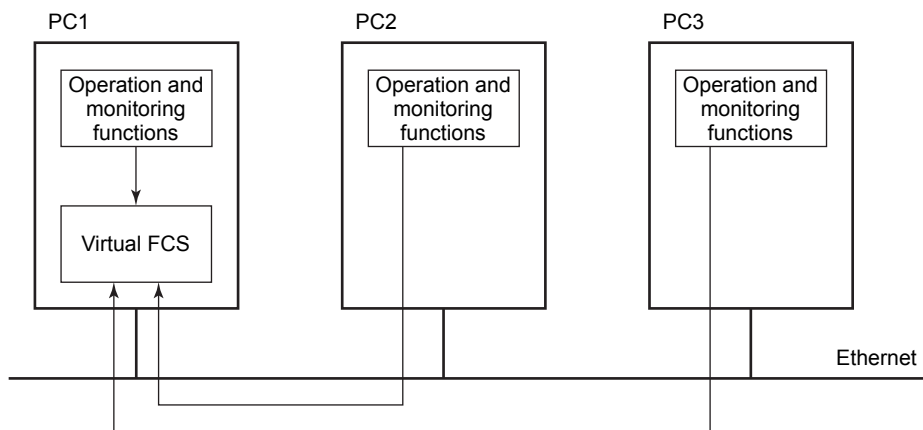 PC1
PC2
PC3
Operation and
monitoring
functions
Operation and
monitoring
functions
Operation and
monitoring
functions
Virtual FCS
Ethernet